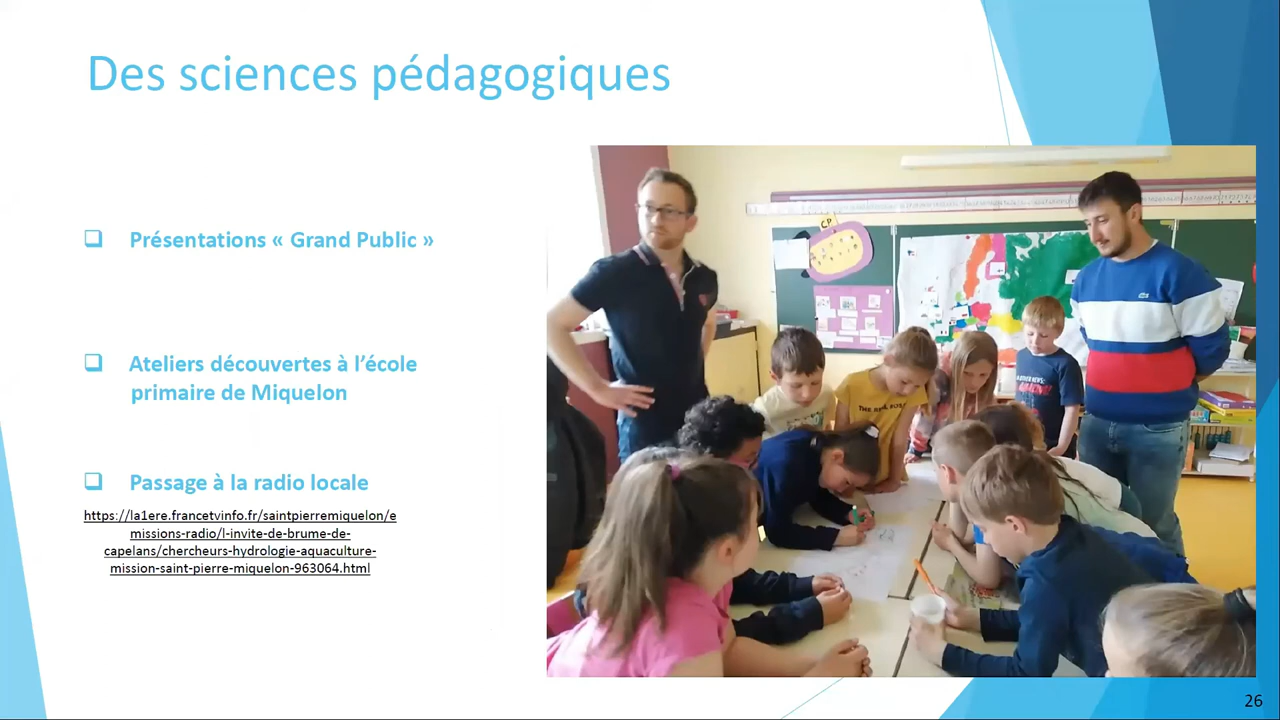 Des sciences pédagogiques
❑ Présentations « Grand Public »
❑ Ateliers découvertes à l’école
primaire de Miquelon
❑ Passage à la radio locale
https://la1ere.francetvinfo.fr/saintpierremiquelon/e
missions-radio/l-invite-de-brume-de-
capelans/chercheurs-hydrologie-aquaculture-
mission-saint-pierre-miquelon-963064.html
CP
26